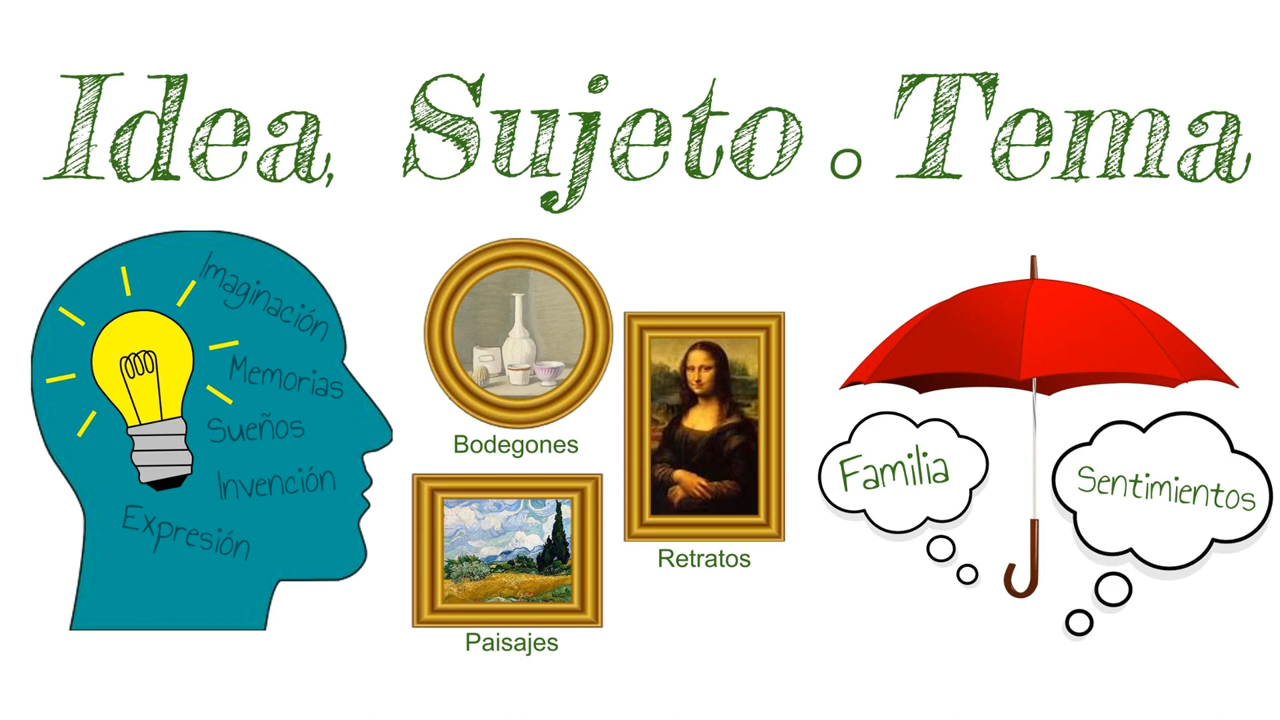 Idea, Sujeto o Tema
Imaginación
Memorias
Sueños
Invención
Expresión
Bodegones
Retratos
Paisajes
Familia
Sentimientos